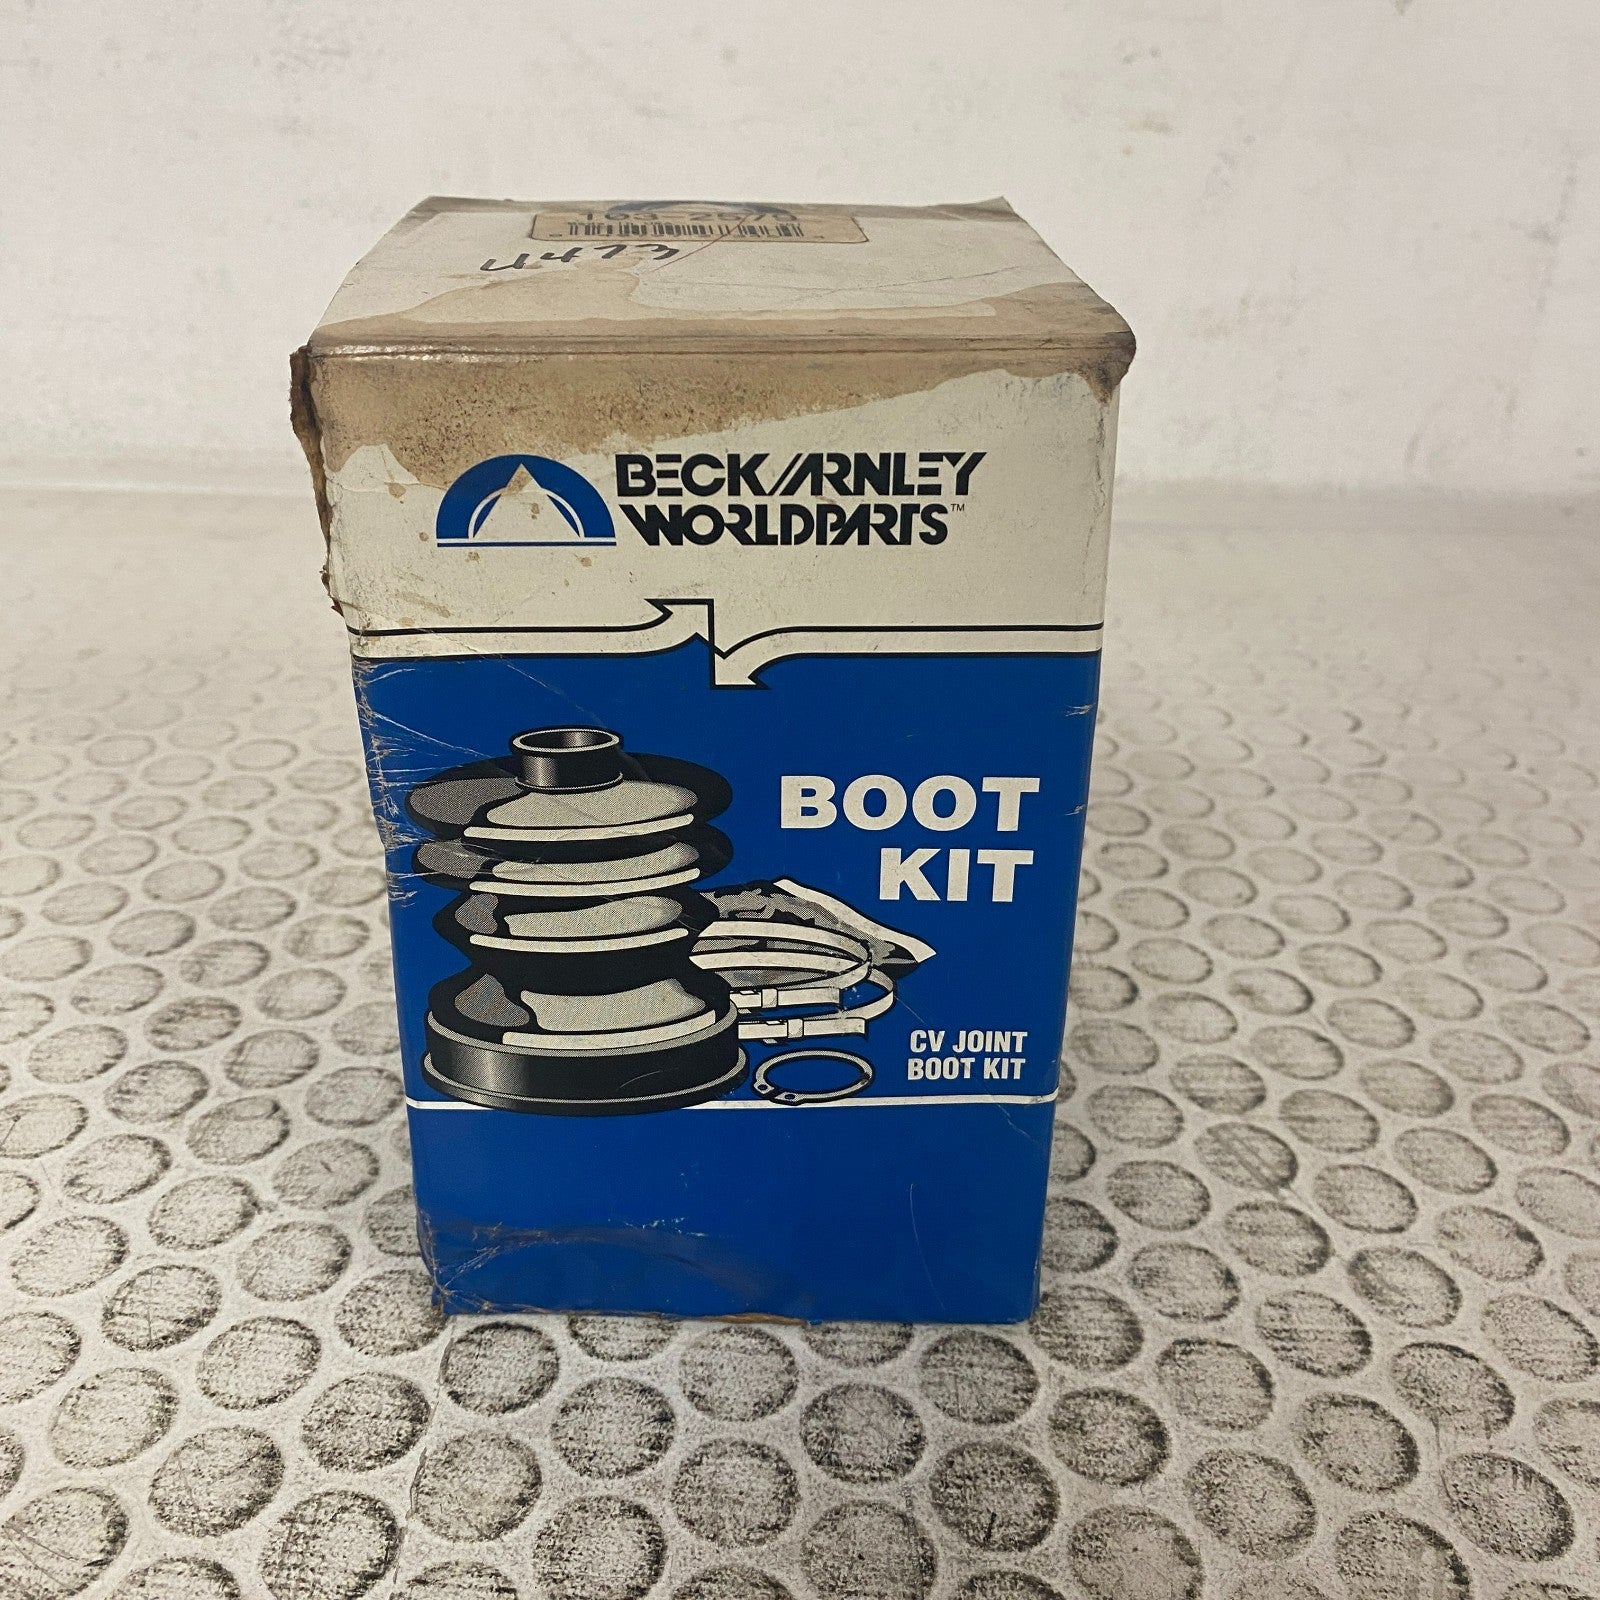 BECK/ARNLEY
WORLDPARTS™
BOOT
KIT
CV JOINT
BOOT KIT